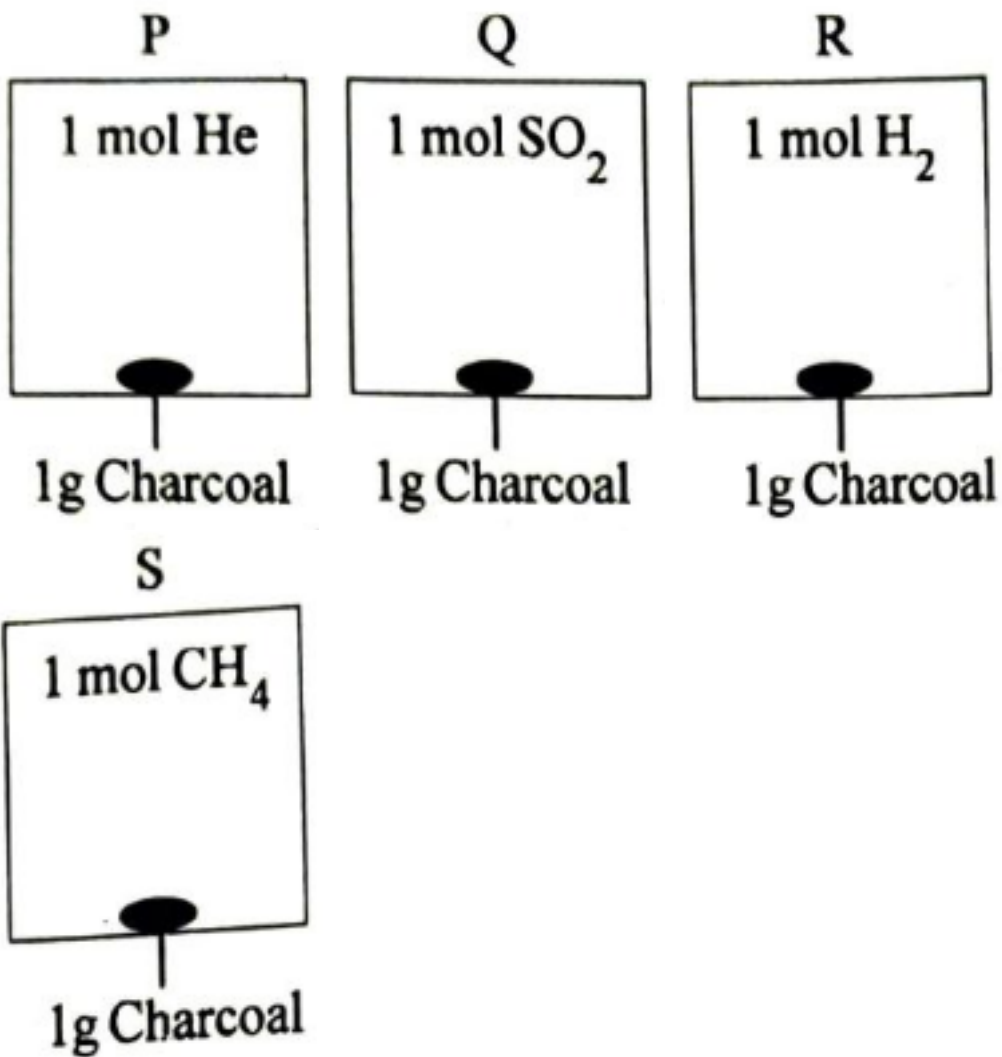 P
Q
R
1 mol He
1 mol SO₂
1 mol H₂
1g Charcoal
1g Charcoal
1g Charcoal
S
1 mol CH₄
1g Charcoal